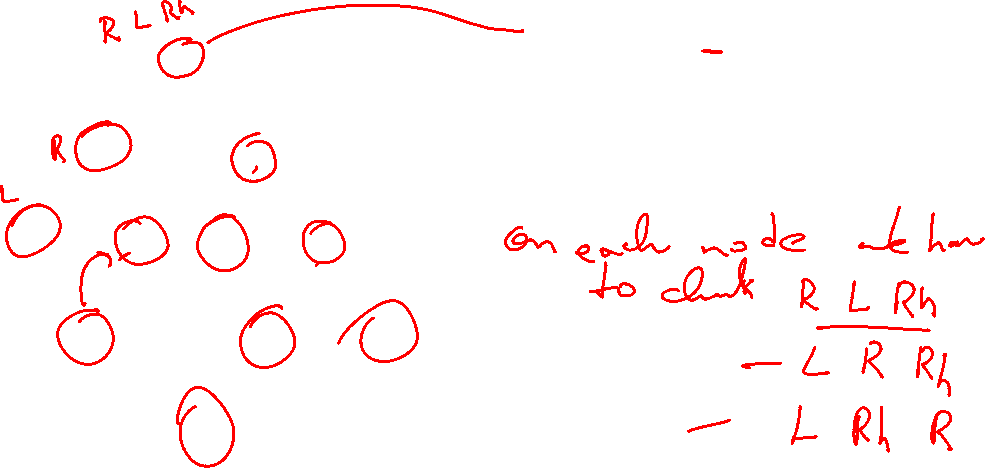 R L Rh
R
L
On each node we have
to check R L Rh
- L R Rh
- L Rh R